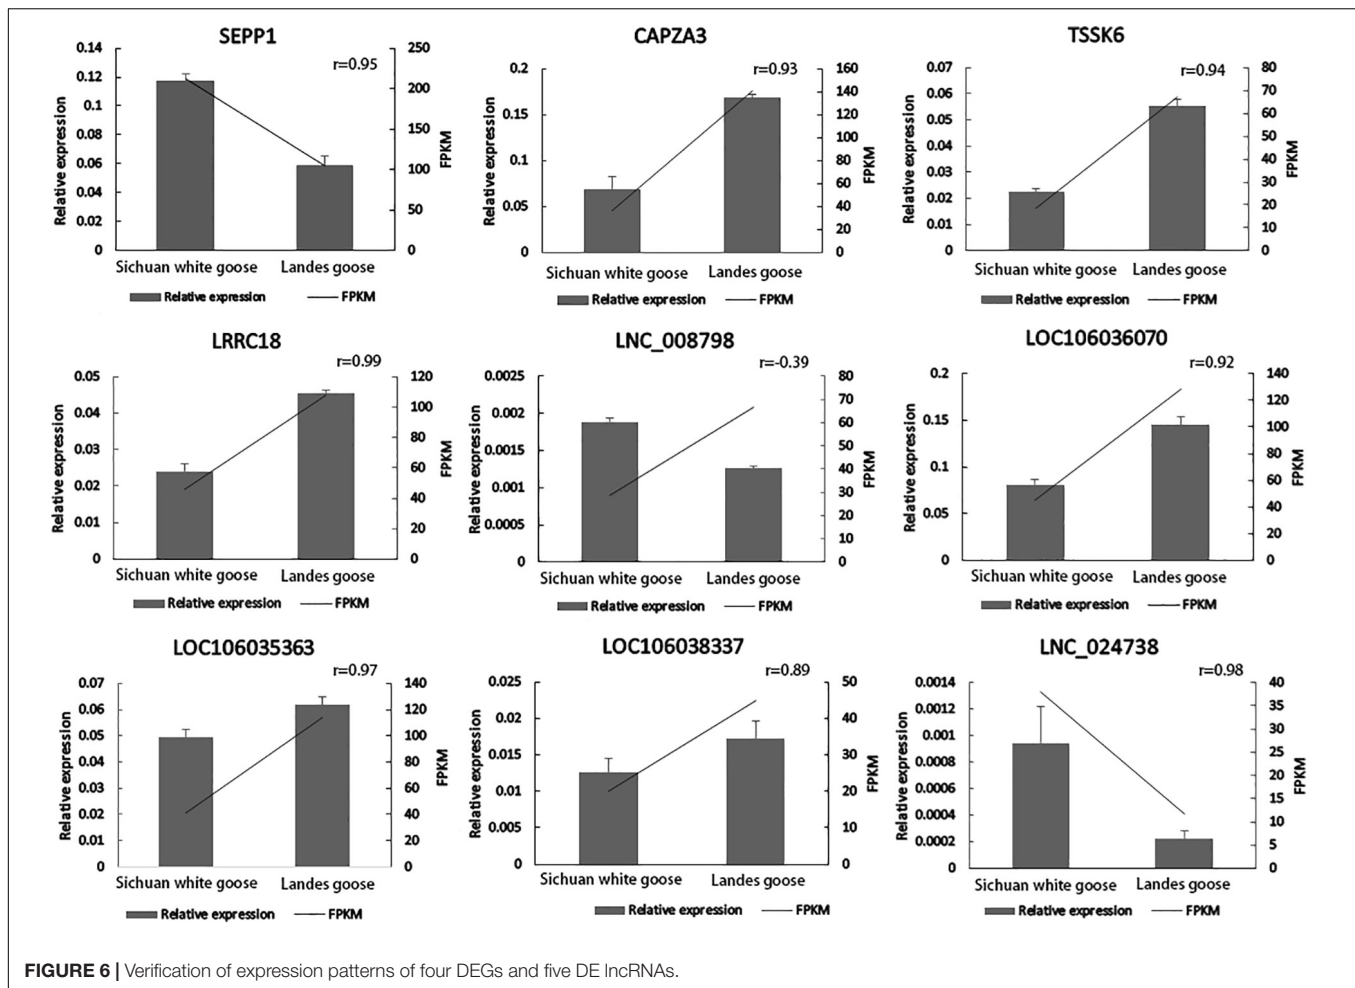 SEPP1
r=0.95
Relative expression
0.14
0.12
0.1
0.08
0.06
0.04
0.02
0
250
200
150
100
50
0
FPKM
Sichuan white goose Landes goose
Relative expression FPKM
CAPZA3
r=0.93
Relative expression
0.2
0.15
0.1
0.05
0
160
140
120
100
80
60
40
20
0
FPKM
Sichuan white goose Landes goose
Relative expression FPKM
TSSK6
r=0.94
Relative expression
0.07
0.06
0.05
0.04
0.03
0.02
0.01
0
80
70
60
50
40
30
20
10
0
FPKM
Sichuan white goose Landes goose
Relative expression FPKM
LRRC18
r=0.99
Relative expression
0.05
0.04
0.03
0.02
0.01
0
120
100
80
60
40
20
0
FPKM
Sichuan white goose Landes goose
Relative expression FPKM
LNC_008798
r=-0.39
Relative expression
0.0025
0.002
0.0015
0.001
0.0005
0
80
70
60
50
40
30
20
10
0
FPKM
Sichuan white goose Landes goose
Relative expression FPKM
LOC106036070
r=0.92
Relative expression
0.2
0.15
0.1
0.05
0
140
120
100
80
60
40
20
0
FPKM
Sichuan white goose Landes goose
Relative expression FPKM
LOC106035363
r=0.97
Relative expression
0.07
0.06
0.05
0.04
0.03
0.02
0.01
0
140
120
100
80
60
40
20
0
FPKM
Sichuan white goose Landes goose
Relative expression FPKM
LOC106038337
r=0.89
Relative expression
0.025
0.02
0.015
0.01
0.005
0
50
40
30
20
10
0
FPKM
Sichuan white goose Landes goose
Relative expression FPKM
LNC_024738
r=0.98
Relative expression
0.0014
0.0012
0.001
0.0008
0.0006
0.0004
0.0002
0
40
35
30
25
20
15
10
5
0
FPKM
Sichuan white goose Landes goose
Relative expression FPKM
FIGURE 6 | Verification of expression patterns of four DEGs and five DE lncRNAs.